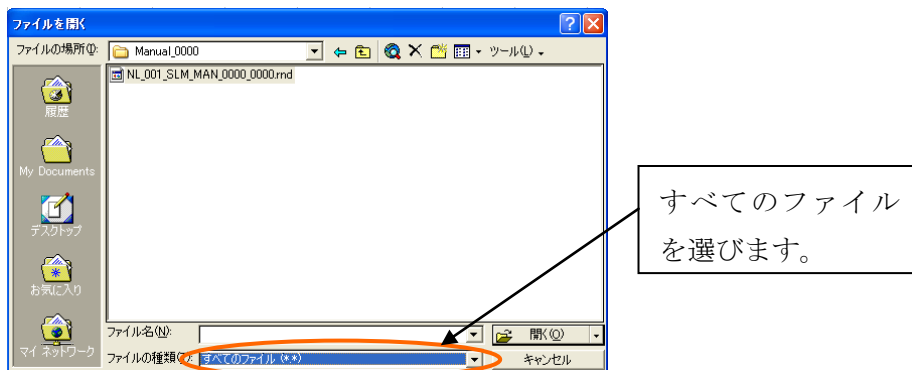 ファイルを開く
ファイルの場所(I):
Manual_0000
ツール(L)
NL_001_SLM_MAN_0000_0000.rnd
履歴
My Documents
デスクトップ
お気に入り
マイ ネットワーク
ファイル名(N):
開く(O)
ファイルの種類(T):
すべてのファイル (*.*)
キャンセル
すべてのファイル
を選びます。